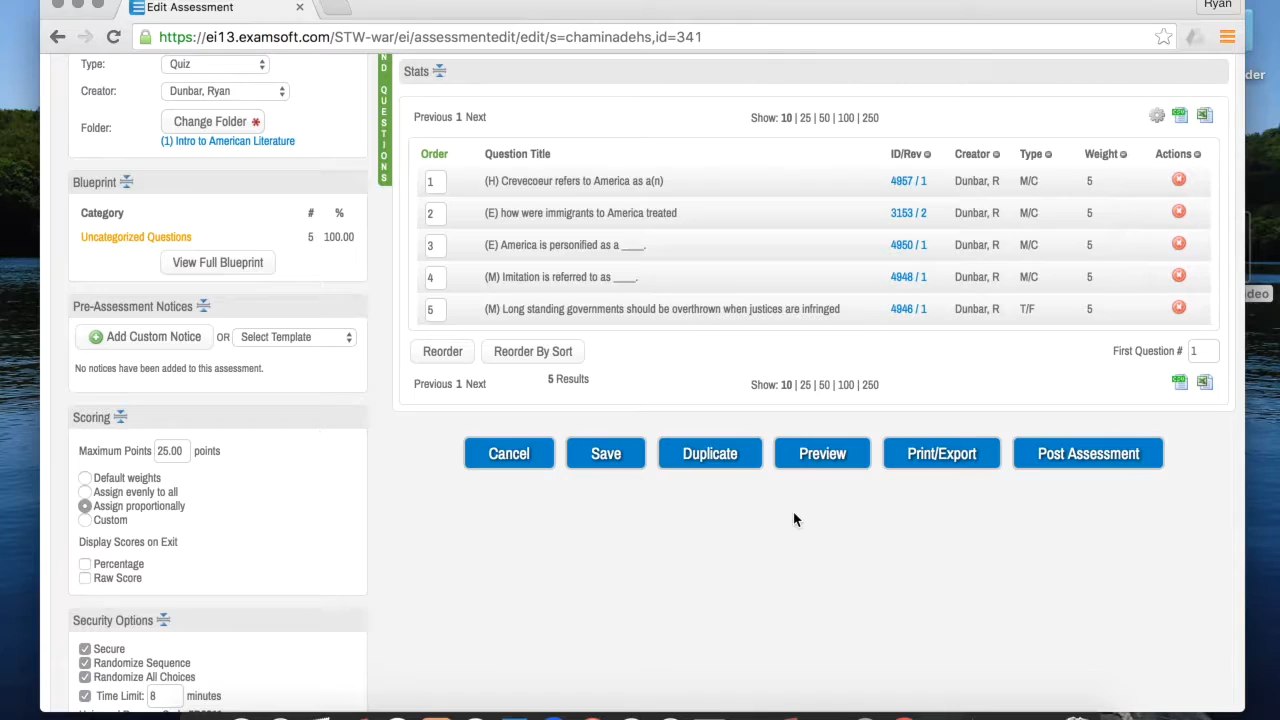 Edit Assessment
Ryan
https://ei13.examsoft.com/STW-war/ei/assessmentedit/edit/s=chaminadehs,id=341
Type: Quiz
Creator: Dunbar, Ryan
Folder: Change Folder *
(1) Intro to American Literature
Blueprint
Category # %
Uncategorized Questions 5 100.00
View Full Blueprint
Pre-Assessment Notices
Add Custom Notice OR Select Template
No notices have been added to this assessment.
Scoring
Maximum Points 25.00 points
Default weights
Assign evenly to all
Assign proportionally
Custom
Display Scores on Exit
Percentage
Raw Score
Security Options
Secure
Randomize Sequence
Randomize All Choices
Time Limit: 8 minutes
ND QUESTIONS
Stats
Previous 1 Next Show: 10 | 25 | 50 | 100 | 250
Order Question Title ID/Rev Creator Type Weight Actions
1 (H) Crevecoeur refers to America as a(n) 4957 / 1 Dunbar, R M/C 5
2 (E) how were immigrants to America treated 3153 / 2 Dunbar, R M/C 5
3 (E) America is personified as a ____. 4950 / 1 Dunbar, R M/C 5
4 (M) Imitation is referred to as ____. 4948 / 1 Dunbar, R M/C 5
5 (M) Long standing governments should be overthrown when justices are infringed 4946 / 1 Dunbar, R T/F 5
Reorder Reorder By Sort First Question # 1
Previous 1 Next 5 Results Show: 10 | 25 | 50 | 100 | 250
Cancel Save Duplicate Preview Print/Export Post Assessment